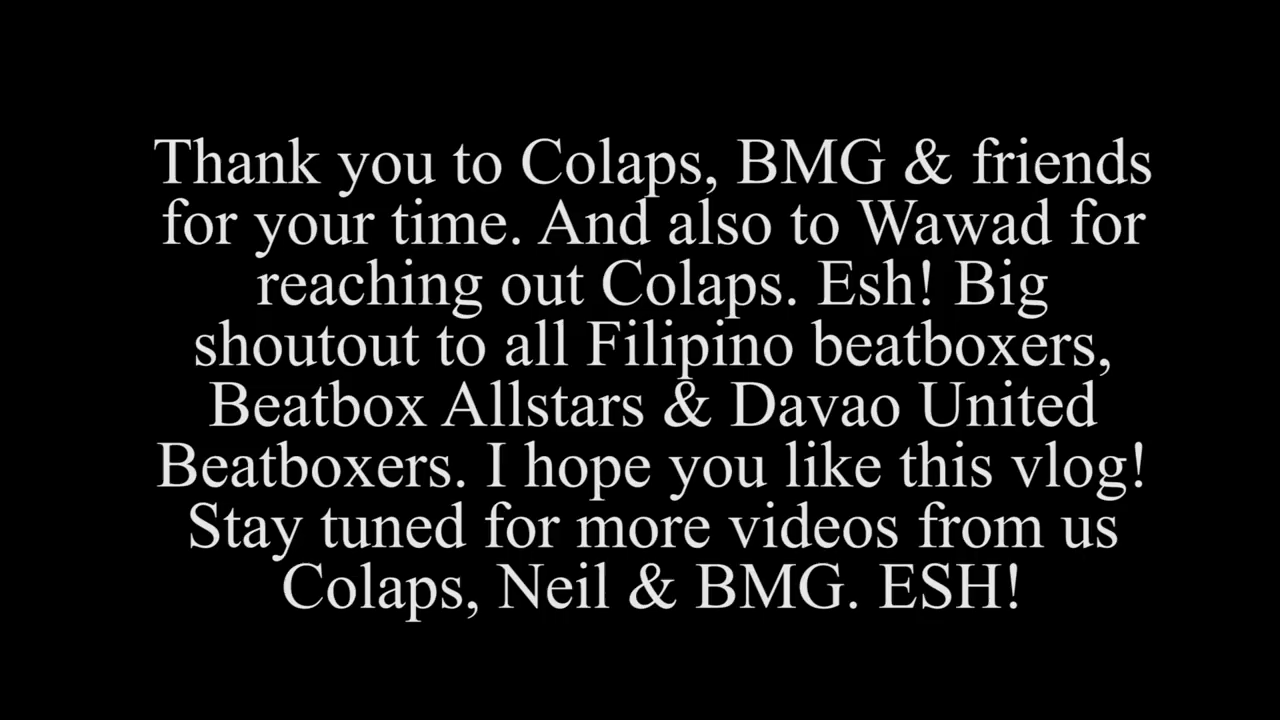 Thank you to Colaps, BMG & friends
for your time. And also to Wawad for
reaching out Colaps. Esh! Big
shoutout to all Filipino beatboxers,
Beatbox Allstars & Davao United
Beatboxers. I hope you like this vlog!
Stay tuned for more videos from us
Colaps, Neil & BMG. ESH!